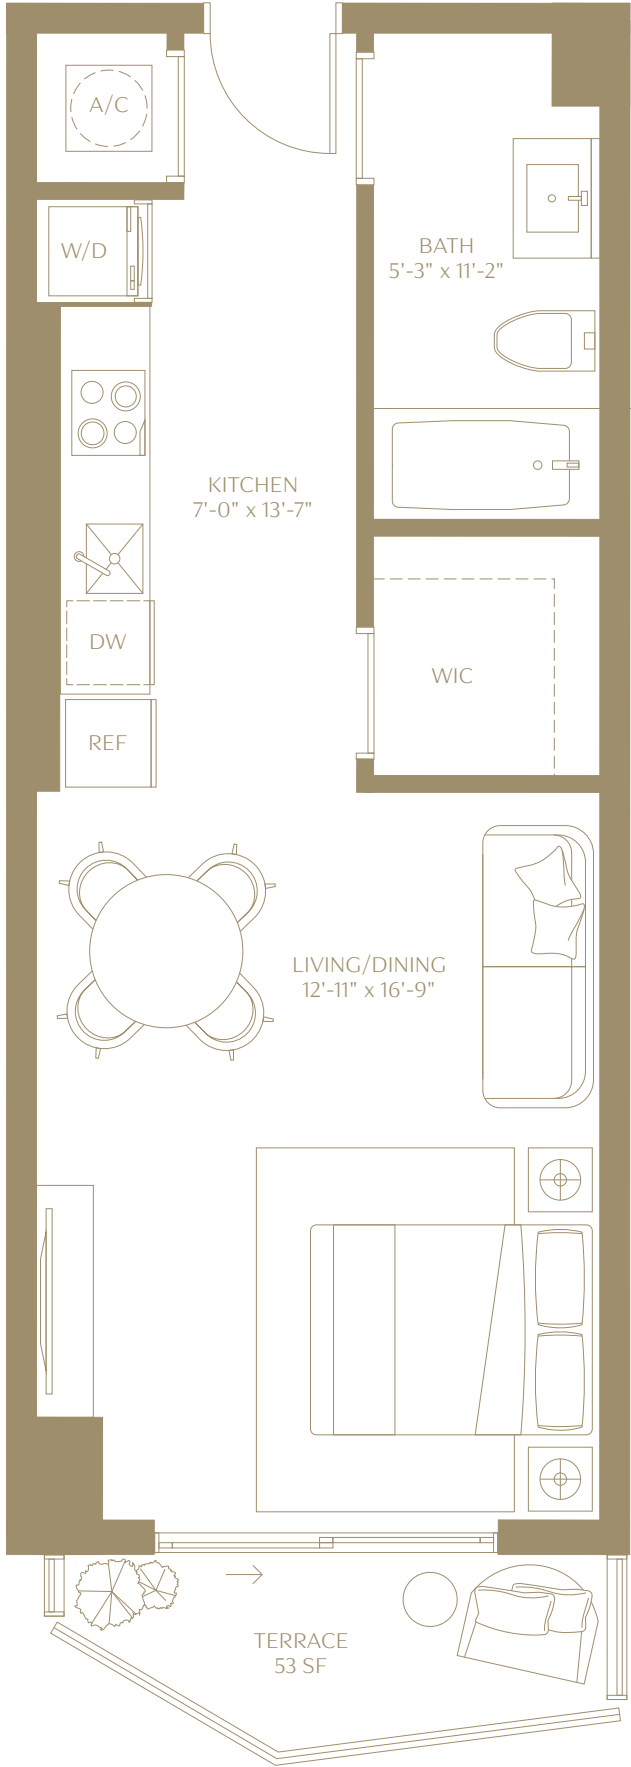 A/C
W/D
BATH
5'-3" x 11'-2"
KITCHEN
7'-0" x 13'-7"
DW
WIC
REF
LIVING/DINING
12'-11" x 16'-9"
TERRACE
53 SF